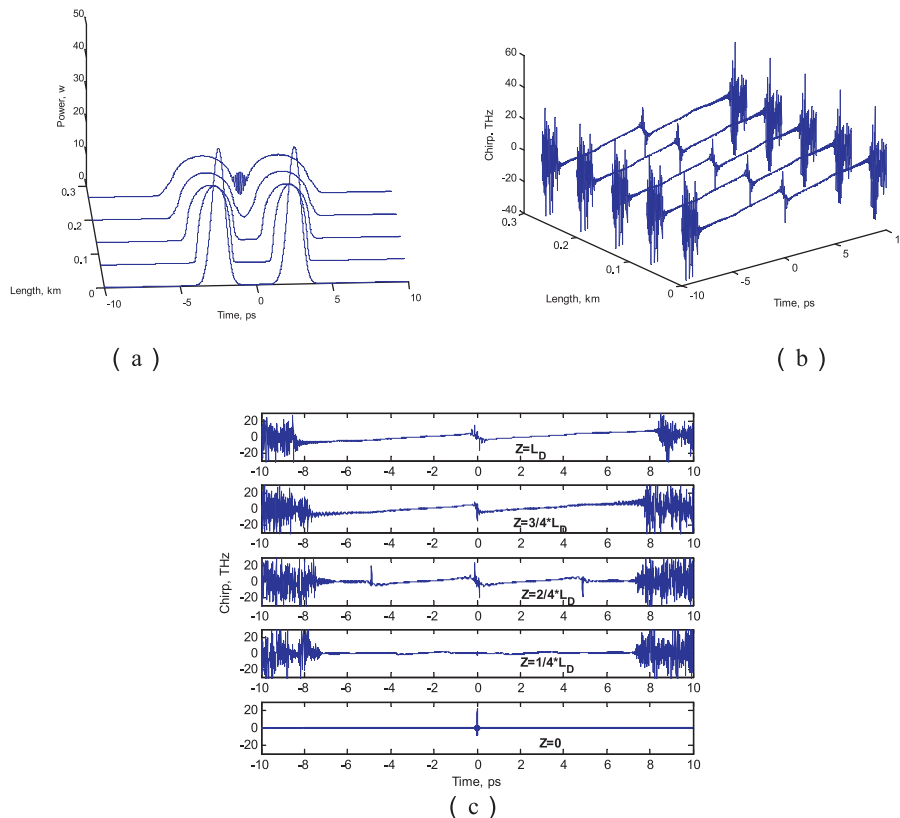 50
40
30
20
10
0
Power, w
0.3
0.2
0.1
0
Length, km
-10
-5
0
5
10
Time, ps
( a )
60
40
20
0
-20
-40
Chirp, THz
0.3
0.2
0.1
0
Length, km
-10
-5
0
5
1
Time, ps
( b )
20
0
-20
Z=L_D
-10 -8 -6 -4 -2 0 2 4 6 8 10
20
0
-20
Z=3/4*L_D
-10 -8 -6 -4 -2 0 2 4 6 8 10
20
0
-20
Z=2/4*L_D
-10 -8 -6 -4 -2 0 2 4 6 8 10
20
0
-20
Z=1/4*L_D
-10 -8 -6 -4 -2 0 2 4 6 8 10
20
0
-20
Z=0
-10 -8 -6 -4 -2 0 2 4 6 8 10
Chirp, THz
Time, ps
( c )